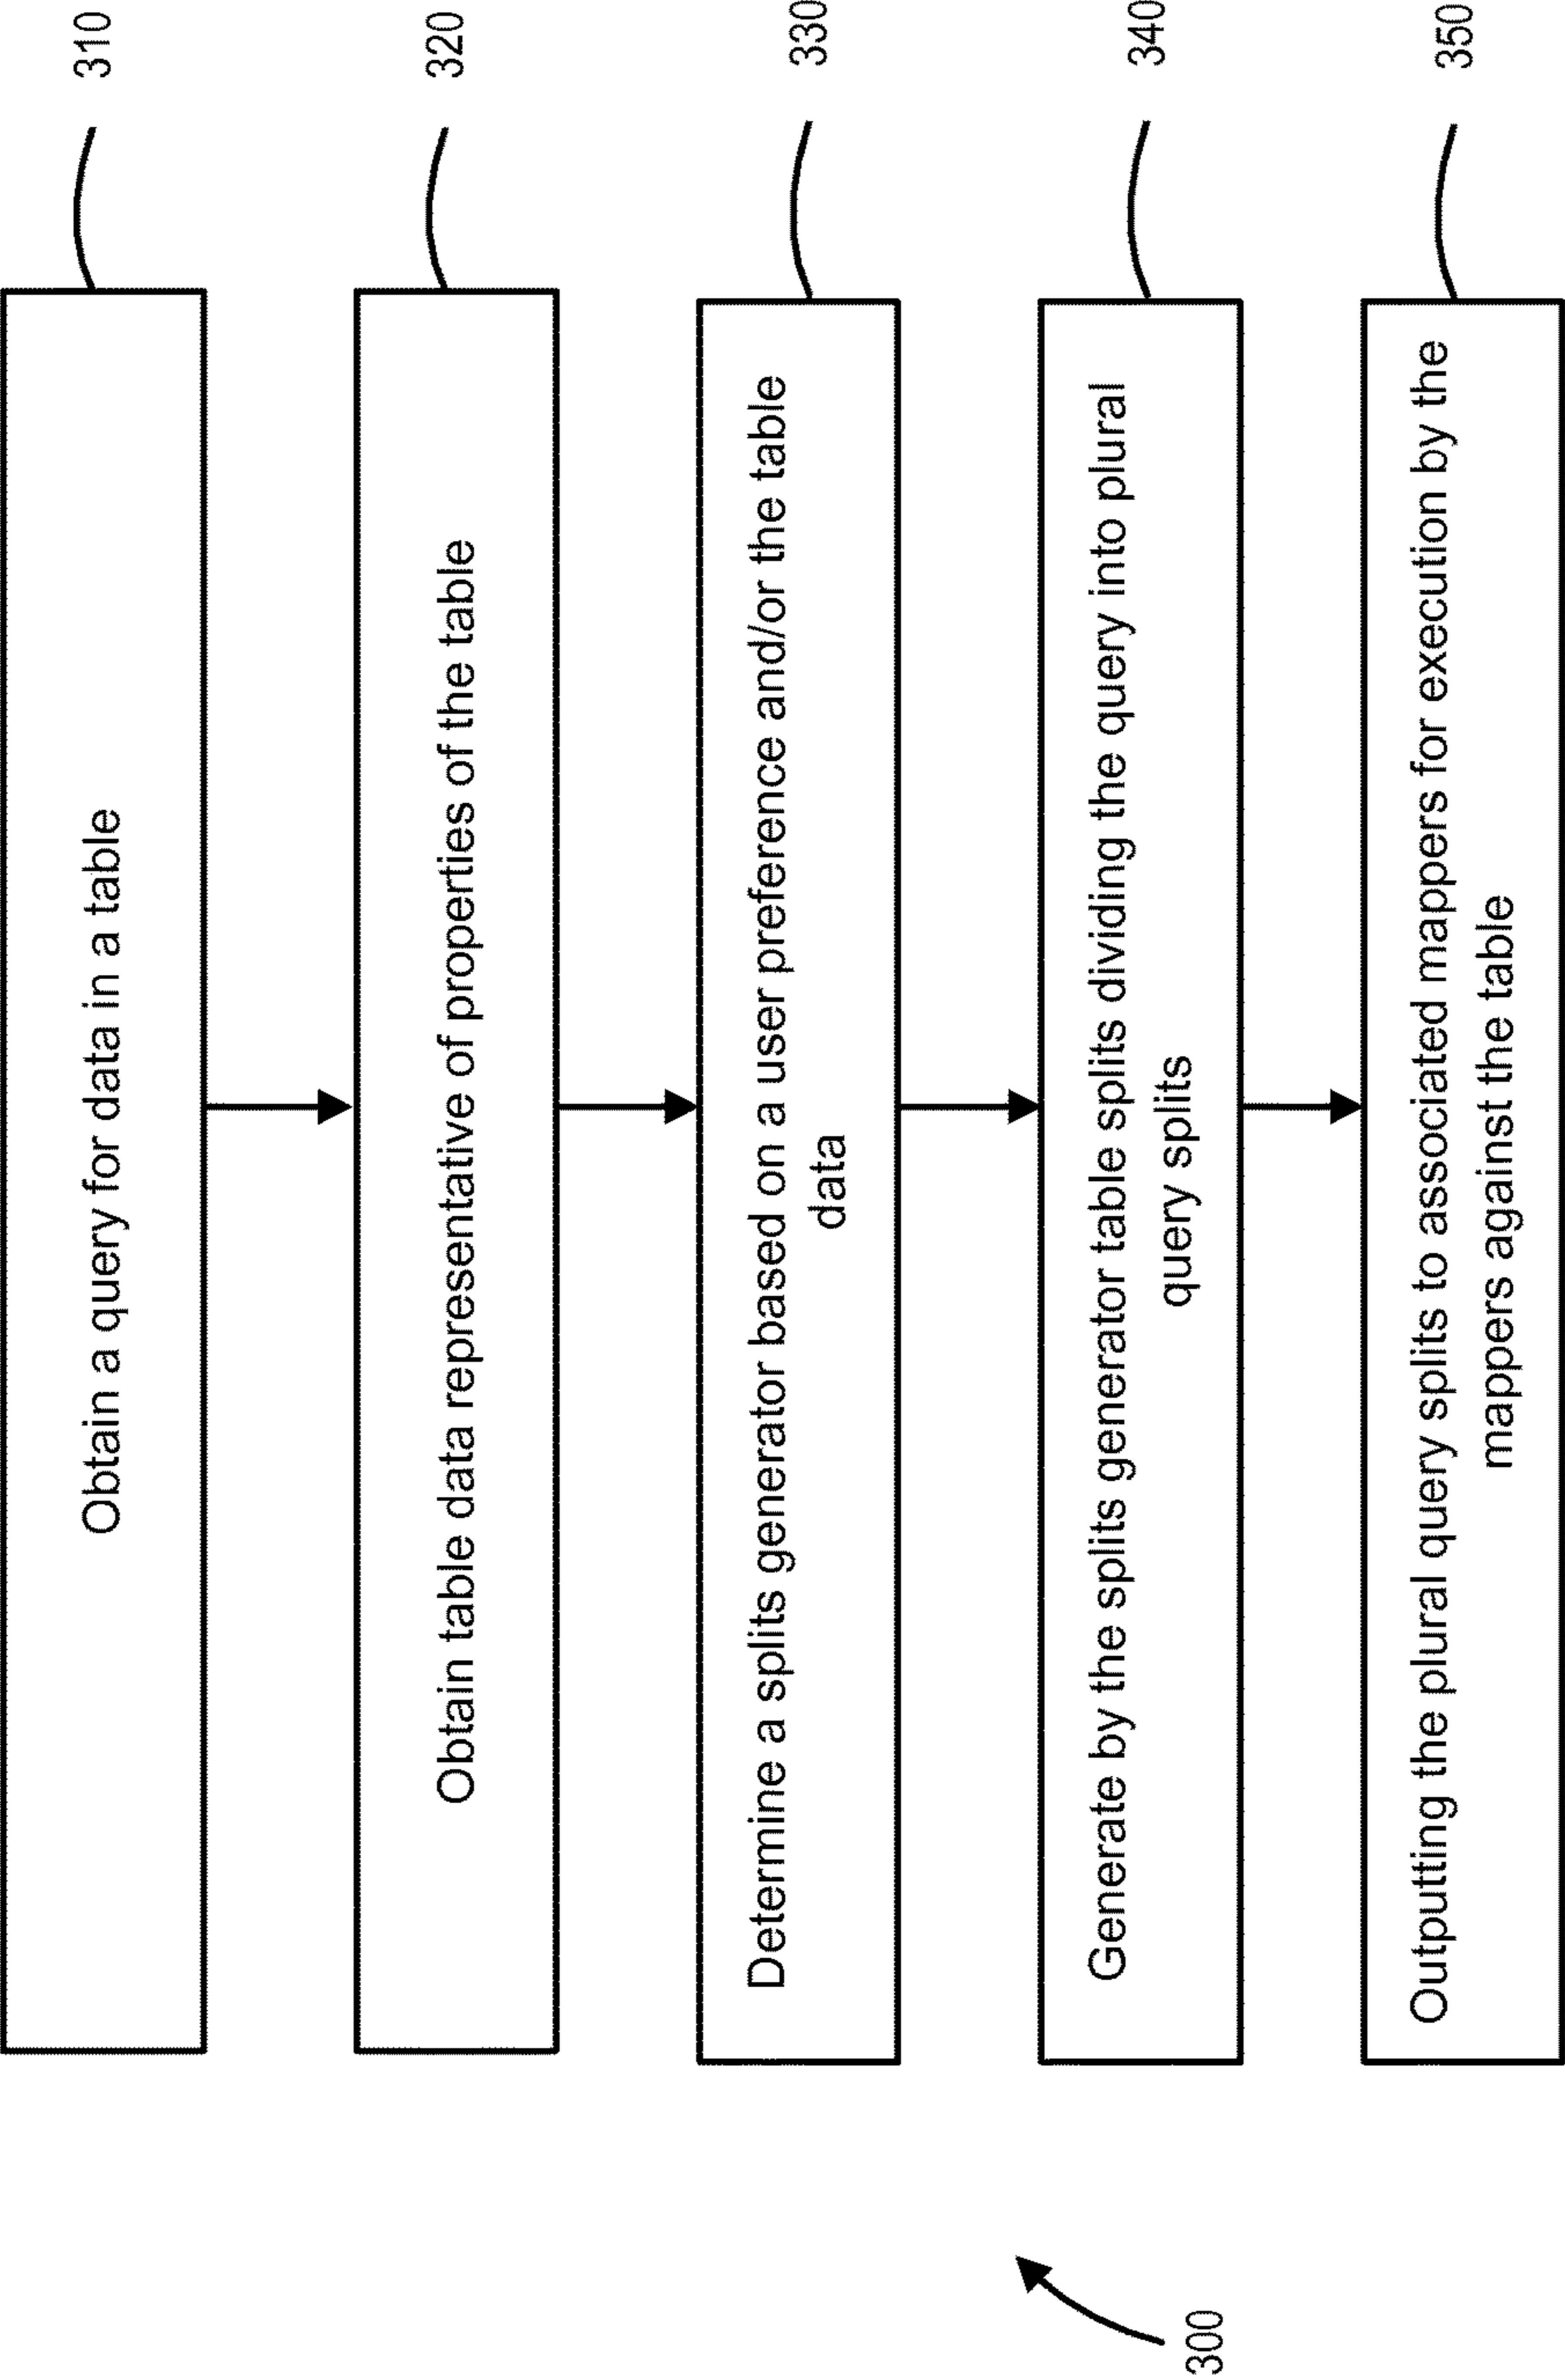 Obtain a query for data in a table
310
Obtain table data representative of properties of the table
320
Determine a splits generator based on a user preference and/or the table
data
330
Generate by the splits generator table splits dividing the query into plural
query splits
340
Outputting the plural query splits to associated mappers for execution by the
mappers against the table
350
300